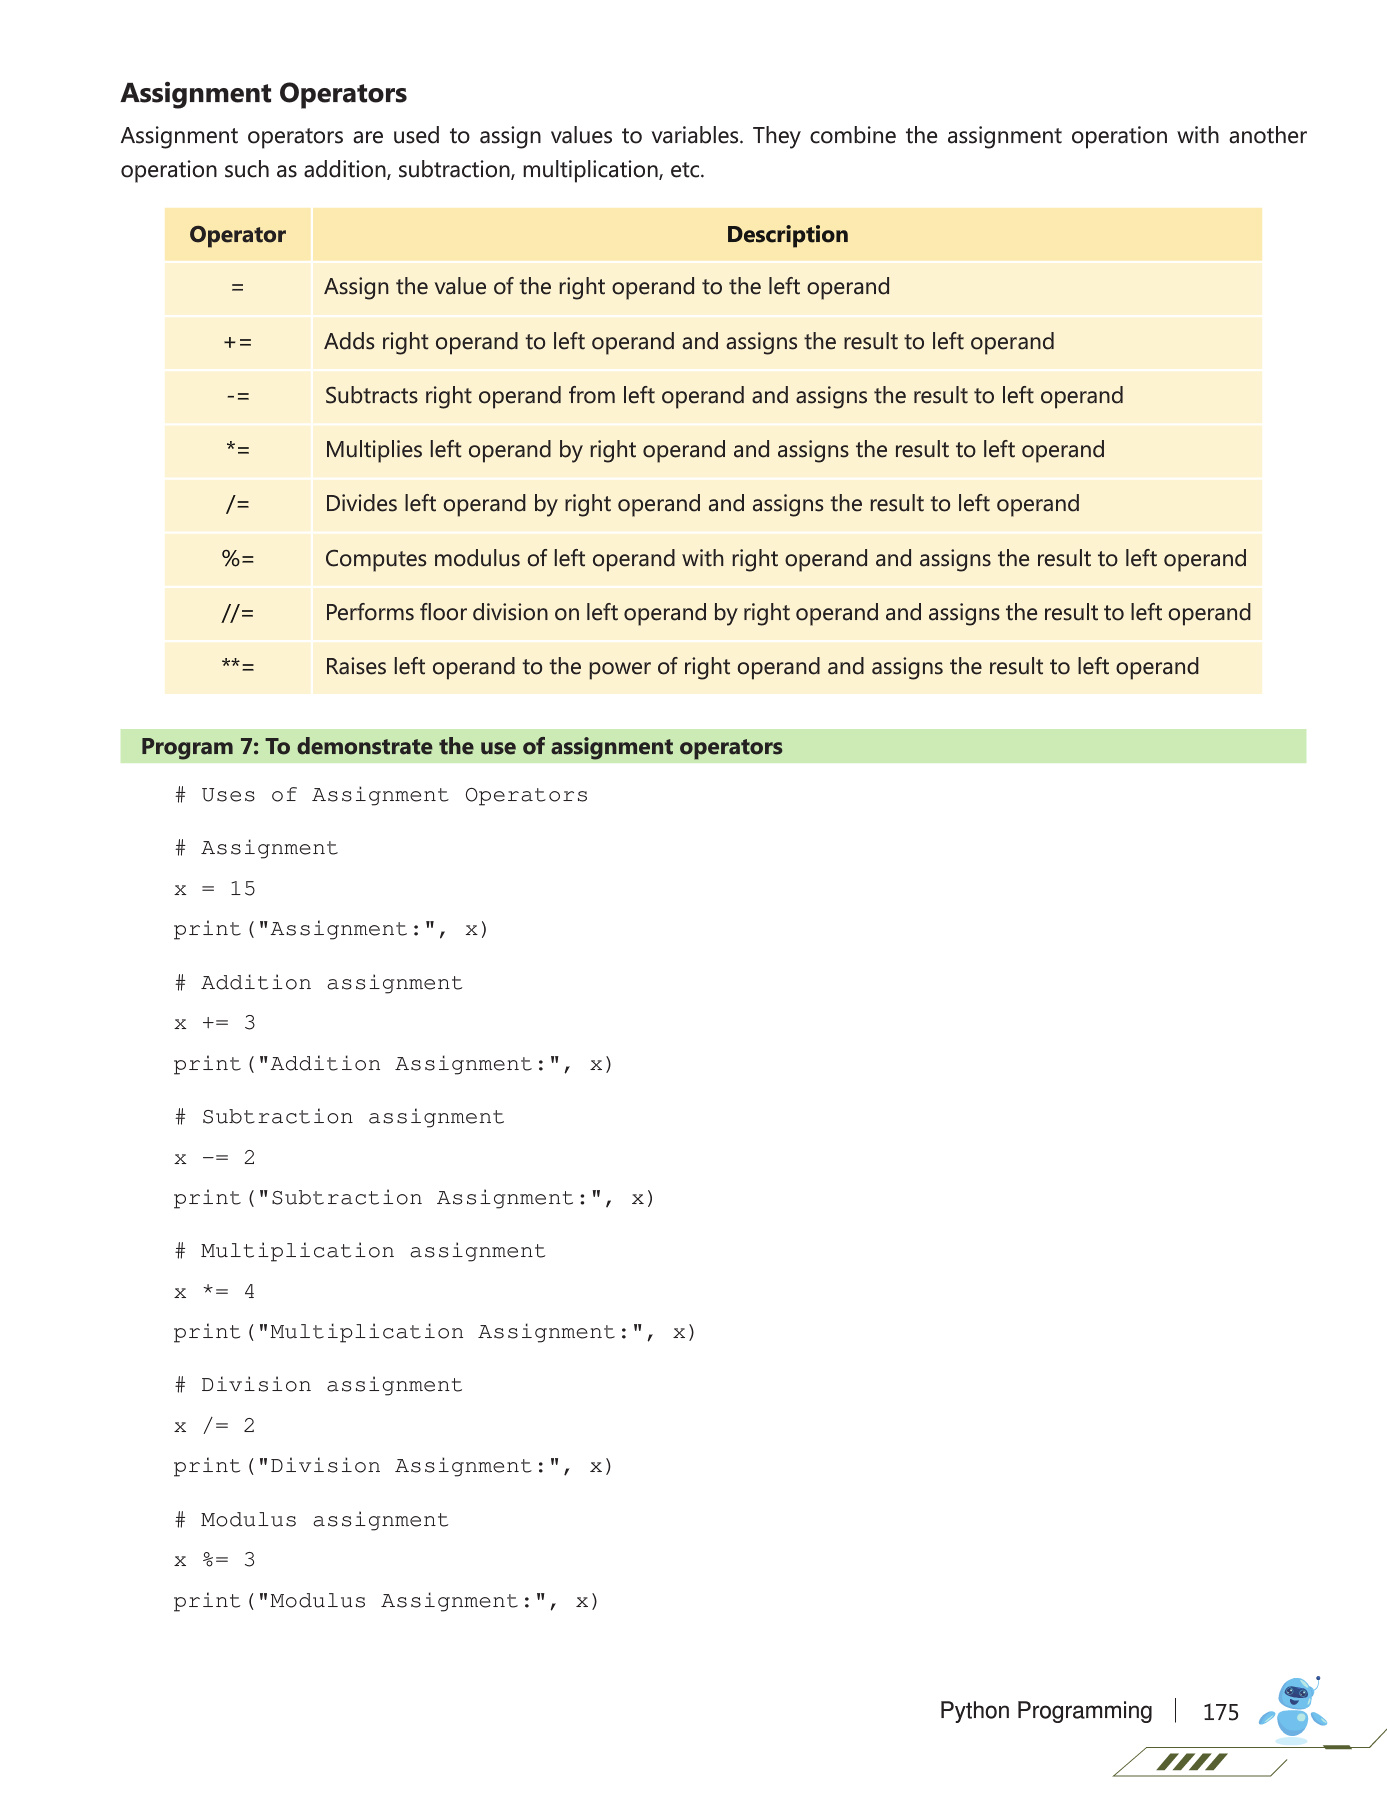 Assignment Operators
Assignment operators are used to assign values to variables. They combine the assignment operation with another
operation such as addition, subtraction, multiplication, etc.
Operator Description
= Assign the value of the right operand to the left operand
+= Adds right operand to left operand and assigns the result to left operand
-= Subtracts right operand from left operand and assigns the result to left operand
*= Multiplies left operand by right operand and assigns the result to left operand
/= Divides left operand by right operand and assigns the result to left operand
%= Computes modulus of left operand with right operand and assigns the result to left operand
//= Performs floor division on left operand by right operand and assigns the result to left operand
**= Raises left operand to the power of right operand and assigns the result to left operand
Program 7: To demonstrate the use of assignment operators
# Uses of Assignment Operators
# Assignment
x = 15
print("Assignment:", x)
# Addition assignment
x += 3
print("Addition Assignment:", x)
# Subtraction assignment
x –= 2
print("Subtraction Assignment:", x)
# Multiplication assignment
x *= 4
print("Multiplication Assignment:", x)
# Division assignment
x /= 2
print("Division Assignment:", x)
# Modulus assignment
x %= 3
print("Modulus Assignment:", x)
Python Programming 175